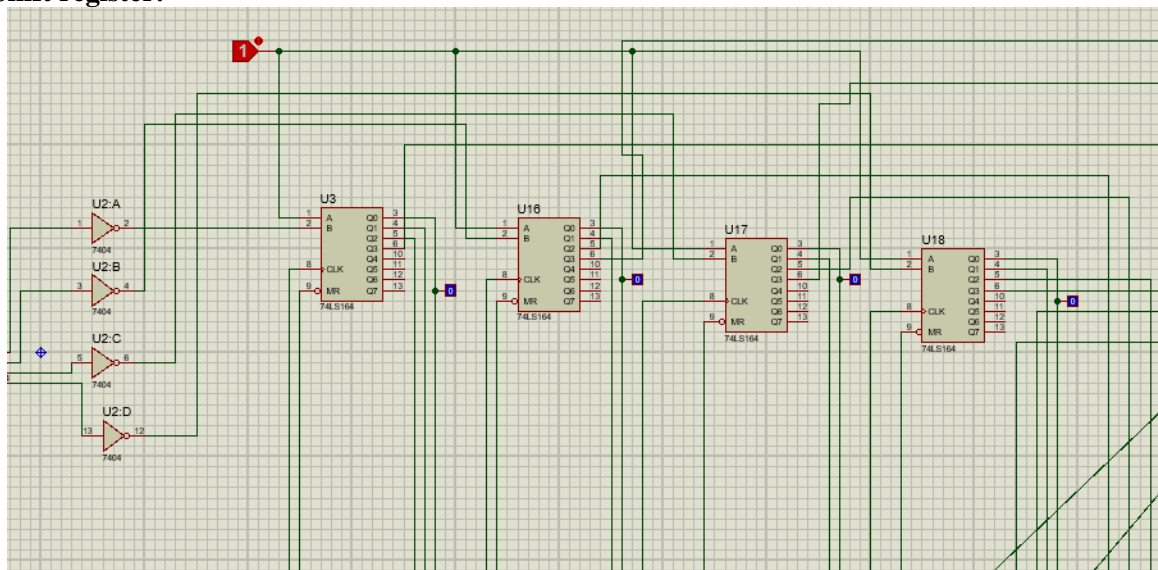 register:
1
U2:A
1 2
7404
U2:B
3 4
7404
U2:C
5 6
7404
U2:D
13 12
7404
U3
1 A Q0 3
2 B Q1 4
Q2 5
Q3 6
Q4 10
8 CLK Q5 11
Q6 12
9 MR Q7 13
74LS164
0
U16
1 A Q0 3
2 B Q1 4
Q2 5
Q3 6
Q4 10
8 CLK Q5 11
Q6 12
9 MR Q7 13
74LS164
0
U17
1 A Q0 3
2 B Q1 4
Q2 5
Q3 6
Q4 10
8 CLK Q5 11
Q6 12
9 MR Q7 13
74LS164
0
U18
1 A Q0 3
2 B Q1 4
Q2 5
Q3 6
Q4 10
8 CLK Q5 11
Q6 12
9 MR Q7 13
74LS164
0